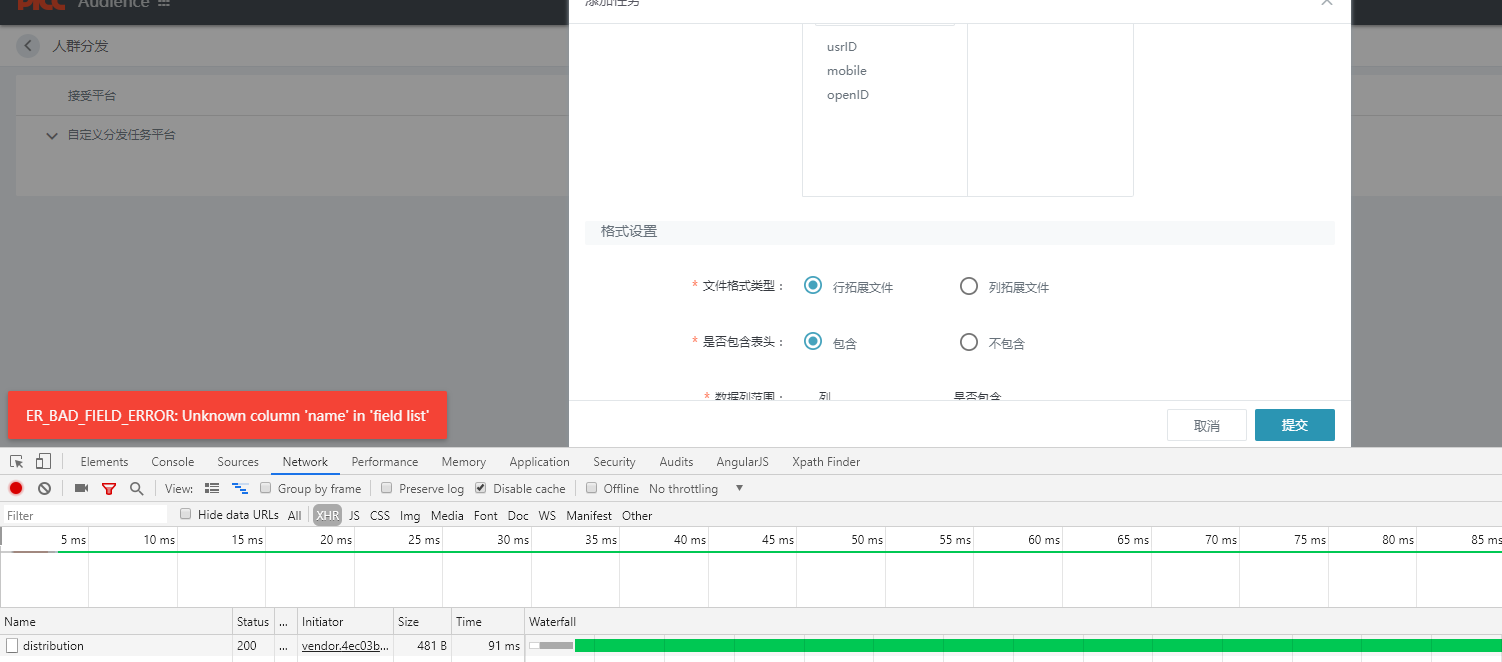 PICC Audience
添加任务
人群分发
usrID
mobile
openID
接受平台
自定义分发任务平台
格式设置
* 文件格式类型： 行拓展文件 列拓展文件
* 是否包含表头： 包含 不包含
* 数据列范围： 列 是否包含
ER_BAD_FIELD_ERROR: Unknown column 'name' in 'field list'
取消 提交
Elements Console Sources Network Performance Memory Application Security Audits AngularJS Xpath Finder
View: Group by frame Preserve log Disable cache Offline No throttling
Filter Hide data URLs All XHR JS CSS Img Media Font Doc WS Manifest Other
5 ms 10 ms 15 ms 20 ms 25 ms 30 ms 35 ms 40 ms 45 ms 50 ms 55 ms 60 ms 65 ms 70 ms 75 ms 80 ms 85 ms
Name Status ... Initiator Size Time Waterfall
distribution 200 ... vendor.4ec03b... 481 B 91 ms